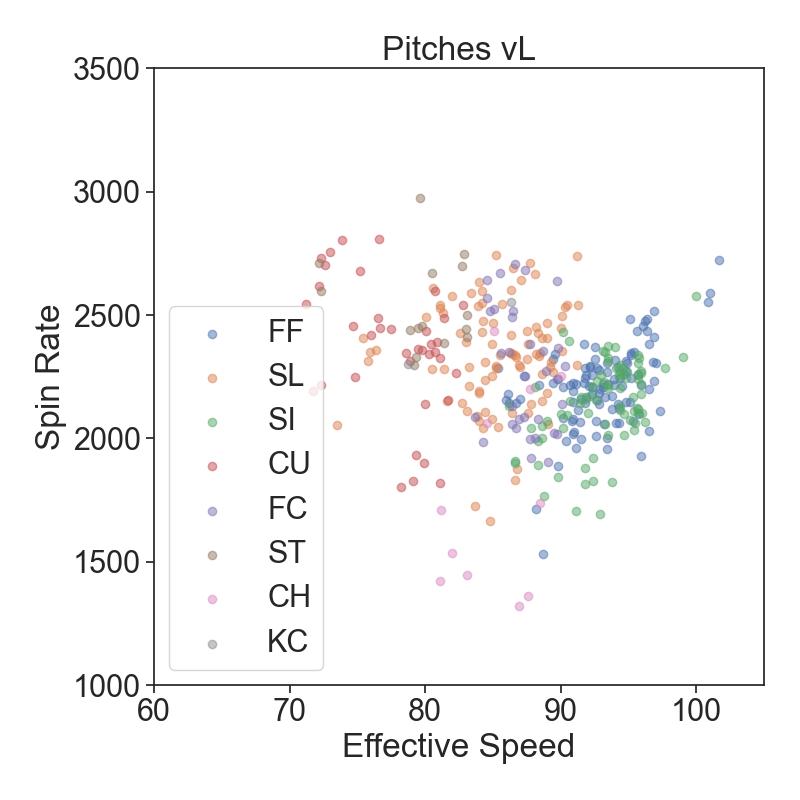 Pitches vL
3500
3000
2500
2000
1500
1000
Spin Rate
FF
SL
SI
CU
FC
ST
CH
KC
60
70
80
90
100
Effective Speed